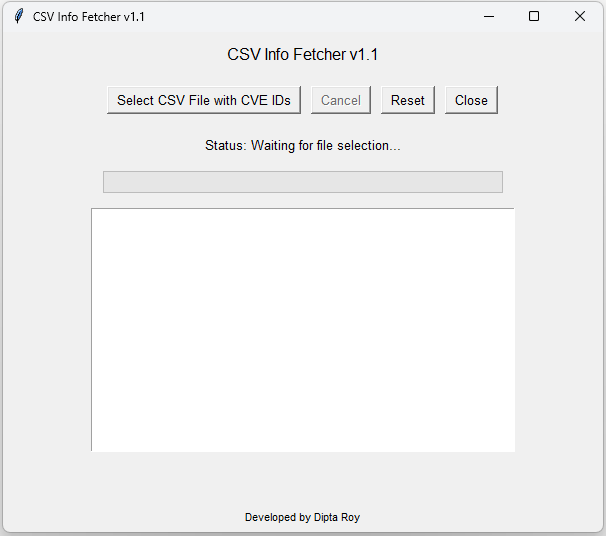 CSV Info Fetcher v1.1
CSV Info Fetcher v1.1
Select CSV File with CVE IDs Cancel Reset Close
Status: Waiting for file selection...
Developed by Dipta Roy